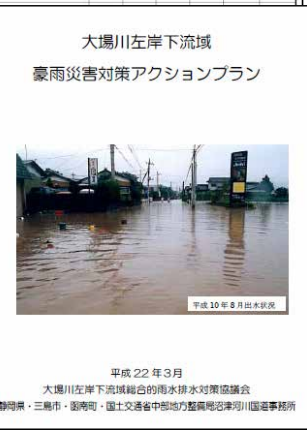 大場川左岸下流域
豪雨災害対策アクションプラン
平成10年8月出水状況
平成22年3月
大場川左岸下流域総合的雨水排水対策協議会
静岡県・三島市・函南町・国土交通省中部地方整備局沼津河川国道事務所